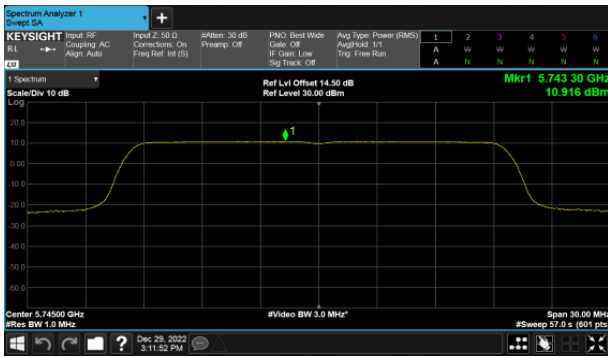 Spectrum Analyzer 1
Swept SA
+
KEYSIGHT Input: RF Input Z: 50 Ω #Atten: 30 dB PNO: Best Wide Avg Type: Power (RMS) 1 2 3 4 5 6
RL Coupling: AC Corrections: On Preamp: Off Gate: Off Avg|Hold: 1/1 A W W W W W
Align: Auto Freq Ref: Int (S) IF Gain: Low Trig: Free Run A N N N N N
LXI Sig Track: Off
1 Spectrum Ref Lvl Offset 14.50 dB Mkr1 5.743 30 GHz
Scale/Div 10 dB Ref Level 30.00 dBm 10.916 dBm
Log
20.0
1
10.0
0.00
-10.0
-20.0
-30.0
-40.0
-50.0
-60.0
Center 5.74500 GHz #Video BW 3.0 MHz* Span 30.00 MHz
#Res BW 1.0 MHz #Sweep 57.0 s (601 pts)
? Dec 29, 2022
3:11:52 PM